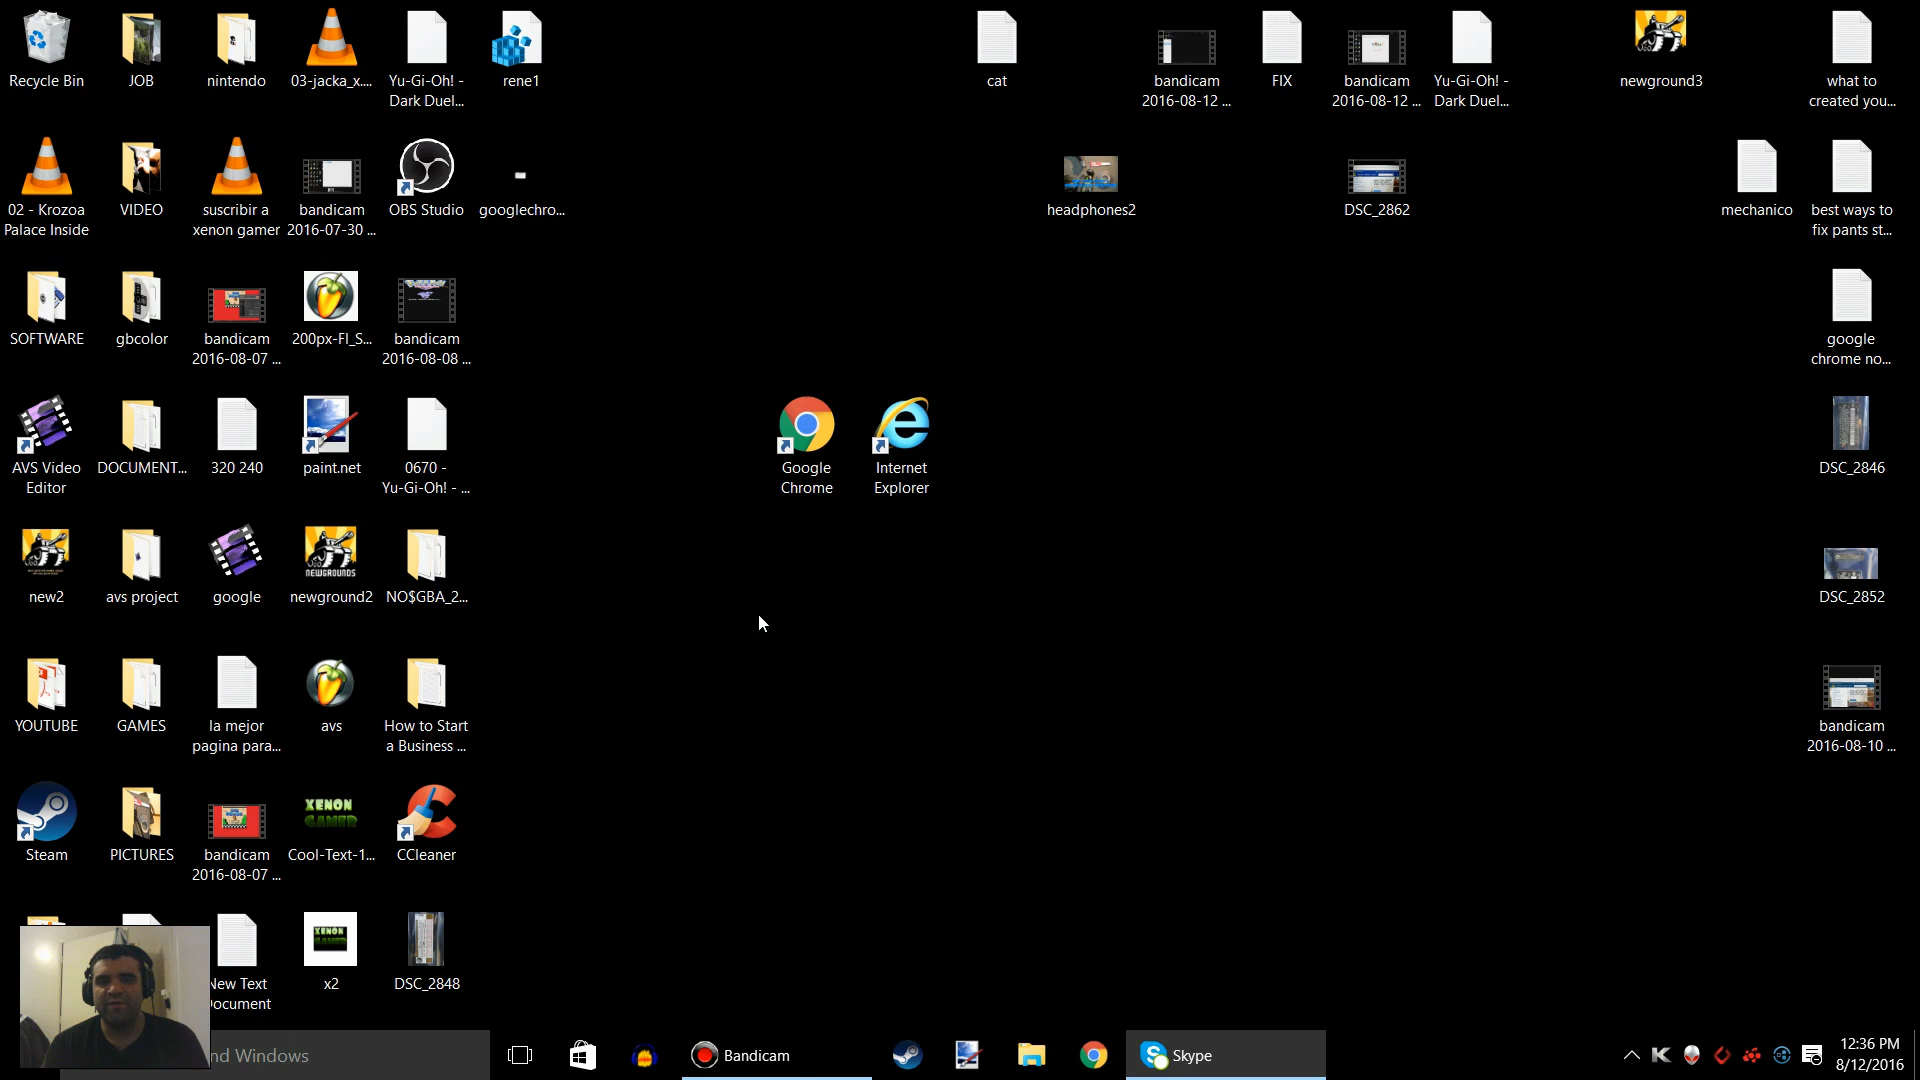 Recycle Bin
JOB
nintendo
03-jacka_x....
Yu-Gi-Oh! -
Dark Duel...
rene1
cat
bandicam
2016-08-12 ...
FIX
bandicam
2016-08-12 ...
Yu-Gi-Oh! -
Dark Duel...
newground3
what to
created you...
02 - Krozoa
Palace Inside
VIDEO
suscribir a
xenon gamer
bandicam
2016-07-30 ...
OBS Studio
googlechro...
headphones2
DSC_2862
mechanico
best ways to
fix pants st...
SOFTWARE
gbcolor
bandicam
2016-08-07 ...
200px-Fl_S...
bandicam
2016-08-08 ...
google
chrome no...
AVS Video
Editor
DOCUMENT...
320 240
paint.net
0670 -
Yu-Gi-Oh! - ...
Google
Chrome
Internet
Explorer
DSC_2846
new2
avs project
google
NEWGROUNDS
newground2
NO$GBA_2...
DSC_2852
YOUTUBE
GAMES
la mejor
pagina para...
avs
How to Start
a Business ...
bandicam
2016-08-10 ...
Steam
PICTURES
bandicam
2016-08-07 ...
XENON
GAMER
Cool-Text-1...
CCleaner
New Text
Document
XENON
GAMER
x2
DSC_2848
nd Windows
Bandicam
Skype
12:36 PM
8/12/2016